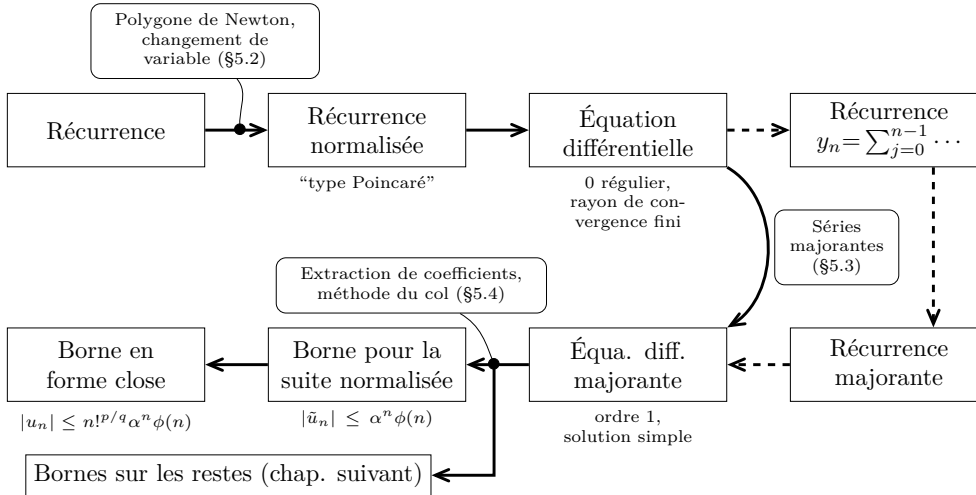 Polygone de Newton,
changement de
variable (§5.2)
Récurrence
Récurrence
normalisée
“type Poincaré”
Équation
différentielle
0 régulier,
rayon de con-
vergence fini
Récurrence
y_n=∑_{j=0}^{n−1} ⋯
Séries
majorantes
(§5.3)
Extraction de coefficients,
méthode du col (§5.4)
Borne en
forme close
|u_n| ≤ n!^{p/q} α^n ϕ(n)
Borne pour la
suite normalisée
|ũ_n| ≤ α^n ϕ(n)
Équa. diff.
majorante
ordre 1,
solution simple
Récurrence
majorante
Bornes sur les restes (chap. suivant)